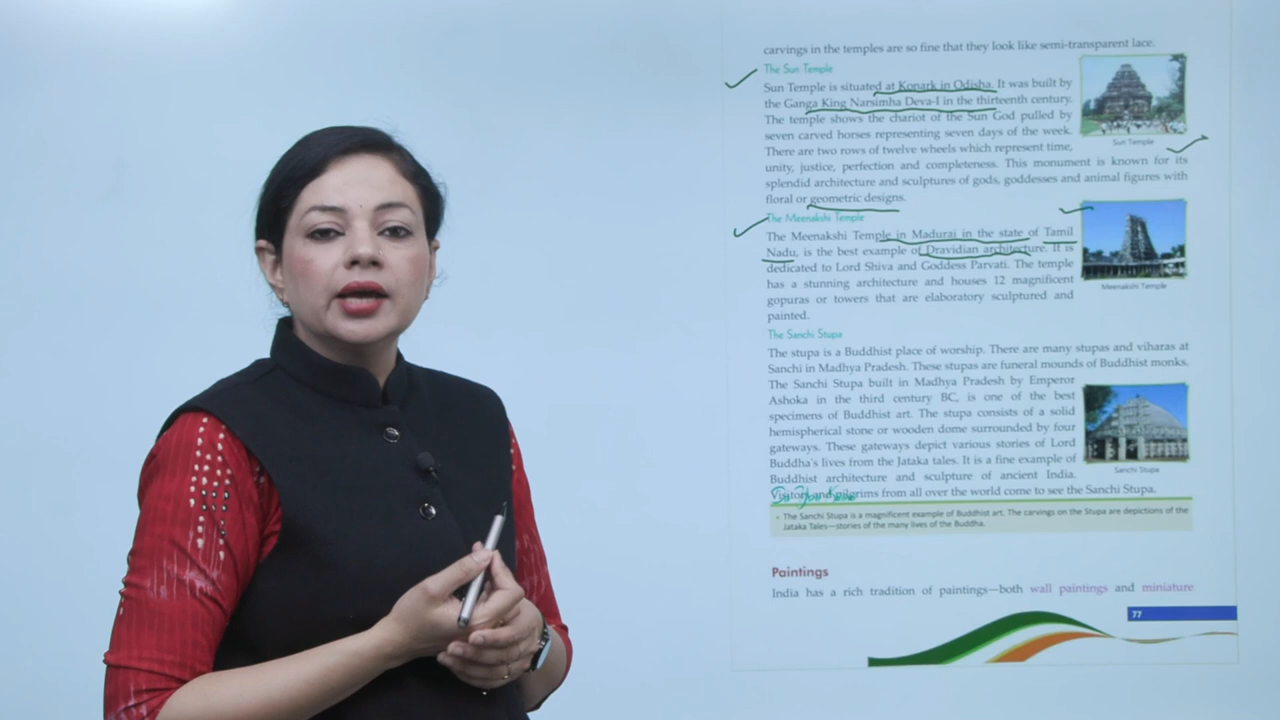 carvings in the temples are so fine that they look like semi-transparent lace.
The Sun Temple
Sun Temple is situated at Konark in Odisha. It was built by
the Ganga King Narsimha Deva-I in the thirteenth century.
The temple shows the chariot of the Sun God pulled by
seven carved horses representing seven days of the week.
There are two rows of twelve wheels which represent time,
unity, justice, perfection and completeness. This monument is known for its
splendid architecture and sculptures of gods, goddesses and animal figures with
floral or geometric designs.
Sun Temple
The Meenakshi Temple
The Meenakshi Temple in Madurai in the state of Tamil
Nadu, is the best example of Dravidian architecture. It is
dedicated to Lord Shiva and Goddess Parvati. The temple
has a stunning architecture and houses 12 magnificent
gopuras or towers that are elaboratory sculptured and
painted.
Meenakshi Temple
The Sanchi Stupa
The stupa is a Buddhist place of worship. There are many stupas and viharas at
Sanchi in Madhya Pradesh. These stupas are funeral mounds of Buddhist monks.
The Sanchi Stupa built in Madhya Pradesh by Emperor
Ashoka in the third century BC, is one of the best
specimens of Buddhist art. The stupa consists of a solid
hemispherical stone or wooden dome surrounded by four
gateways. These gateways depict various stories of Lord
Buddha's lives from the Jataka tales. It is a fine example of
Buddhist architecture and sculpture of ancient India.
Visitors and pilgrims from all over the world come to see the Sanchi Stupa.
Sanchi Stupa
Do You Know
The Sanchi Stupa is a magnificent example of Buddhist art. The carvings on the Stupa are depictions of the
Jataka Tales—stories of the many lives of the Buddha.
Paintings
India has a rich tradition of paintings—both wall paintings and miniature
77